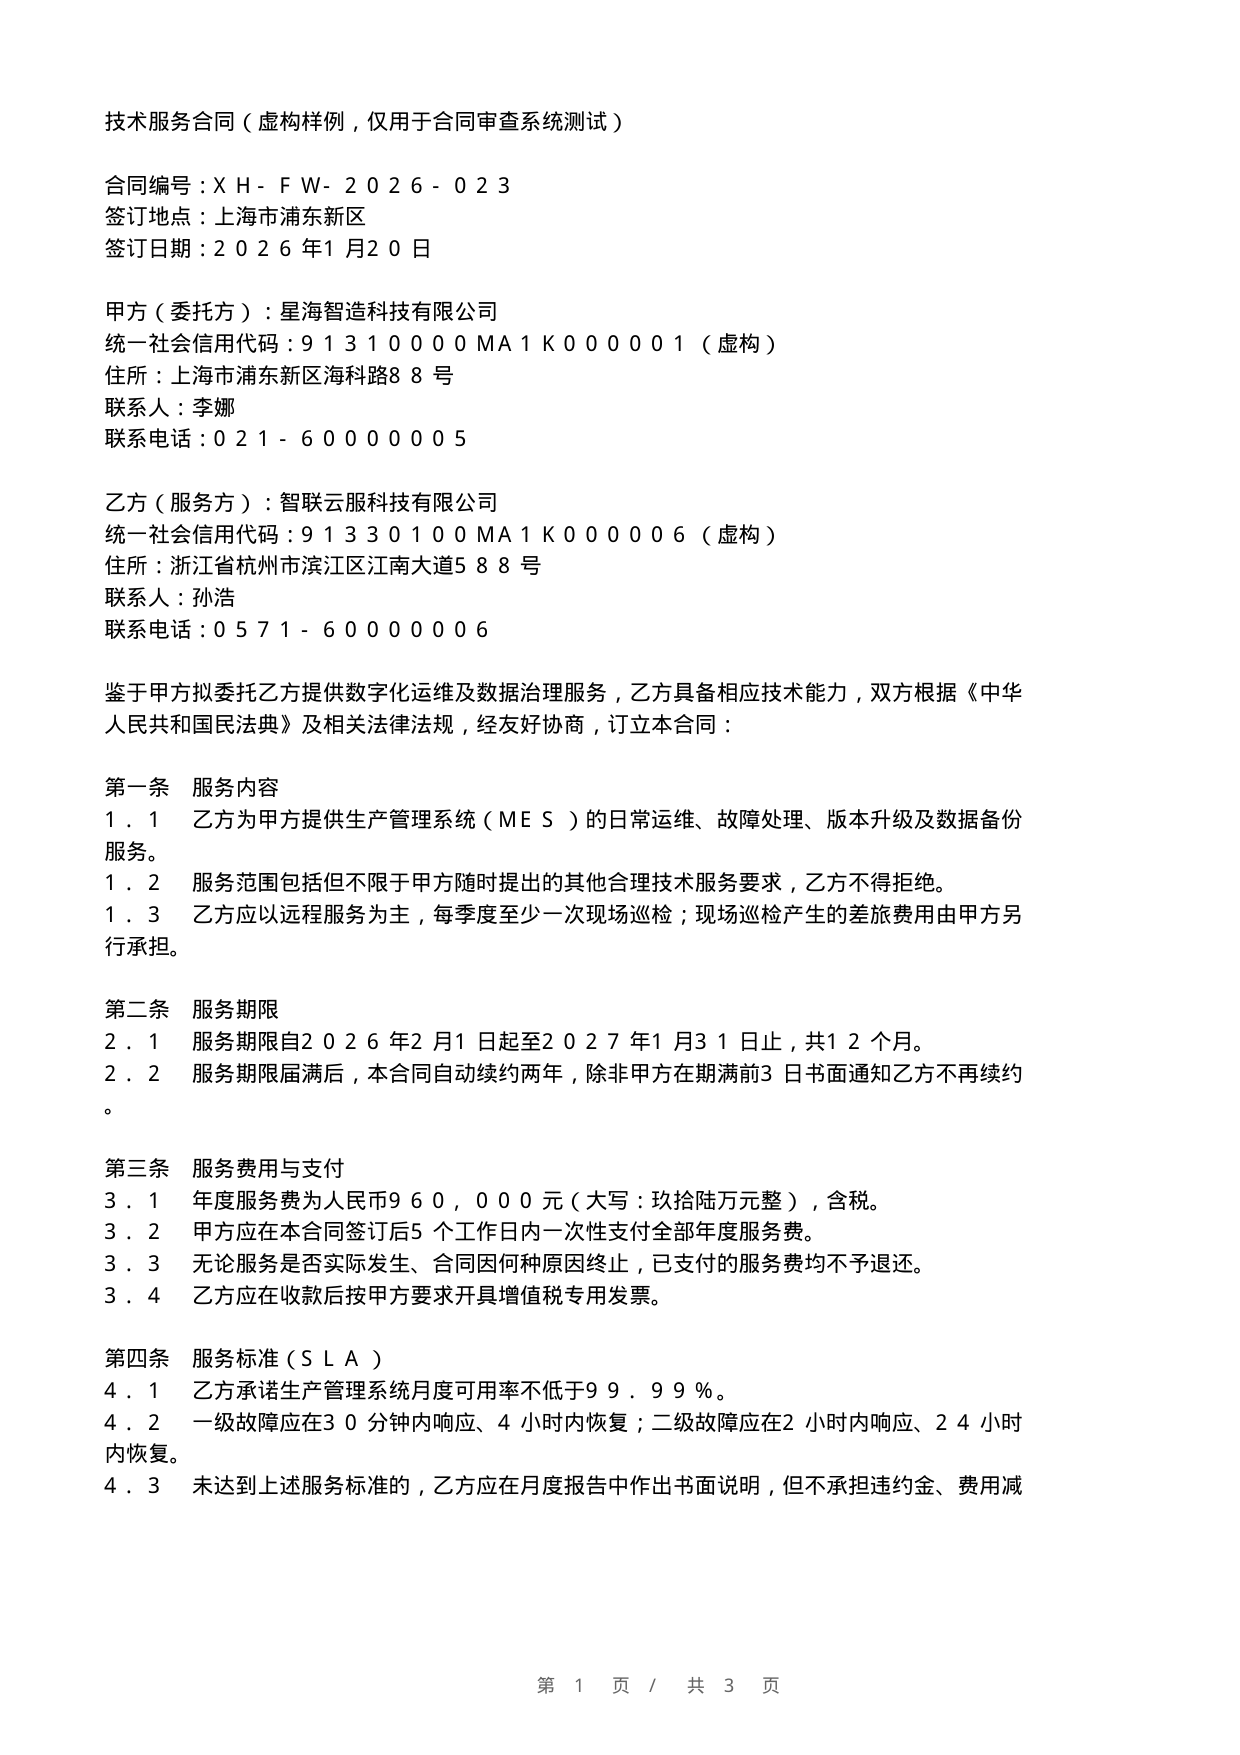 技术服务合同（虚构样例，仅用于合同审查系统测试）
合同编号：XH-FW-2026-023
签订地点：上海市浦东新区
签订日期：2026年1月20日
甲方（委托方）：星海智造科技有限公司
统一社会信用代码：91310000MA1K000001（虚构）
住所：上海市浦东新区海科路88号
联系人：李娜
联系电话：021-60000005
乙方（服务方）：智联云服科技有限公司
统一社会信用代码：91330100MA1K000006（虚构）
住所：浙江省杭州市滨江区江南大道588号
联系人：孙浩
联系电话：0571-60000006
鉴于甲方拟委托乙方提供数字化运维及数据治理服务，乙方具备相应技术能力，双方根据《中华
人民共和国民法典》及相关法律法规，经友好协商，订立本合同：
第一条　服务内容
1.1　乙方为甲方提供生产管理系统（MES）的日常运维、故障处理、版本升级及数据备份
服务。
1.2　服务范围包括但不限于甲方随时提出的其他合理技术服务要求，乙方不得拒绝。
1.3　乙方应以远程服务为主，每季度至少一次现场巡检；现场巡检产生的差旅费用由甲方另
行承担。
第二条　服务期限
2.1　服务期限自2026年2月1日起至2027年1月31日止，共12个月。
2.2　服务期限届满后，本合同自动续约两年，除非甲方在期满前3日书面通知乙方不再续约
。
第三条　服务费用与支付
3.1　年度服务费为人民币960,000元（大写：玖拾陆万元整），含税。
3.2　甲方应在本合同签订后5个工作日内一次性支付全部年度服务费。
3.3　无论服务是否实际发生、合同因何种原因终止，已支付的服务费均不予退还。
3.4　乙方应在收款后按甲方要求开具增值税专用发票。
第四条　服务标准（SLA）
4.1　乙方承诺生产管理系统月度可用率不低于99.99%。
4.2　一级故障应在30分钟内响应、4小时内恢复；二级故障应在2小时内响应、24小时
内恢复。
4.3　未达到上述服务标准的，乙方应在月度报告中作出书面说明，但不承担违约金、费用减
第 1 页 / 共 3 页